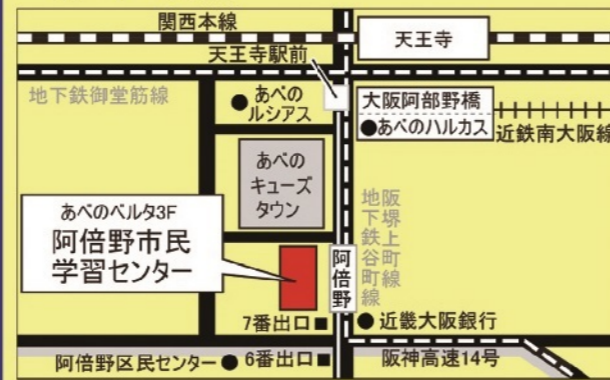 関西本線
天王寺
天王寺駅前
地下鉄御堂筋線
●あべの
ルシアス
大阪阿部野橋
●あべのハルカス
近鉄南大阪線
あべの
キューズ
タウン
あべのベルタ3F
阿倍野市民
学習センター
阿倍野
阪堺上町線
地下鉄谷町線
7番出口■
●近畿大阪銀行
阿倍野区民センター●
6番出口■
阪神高速14号